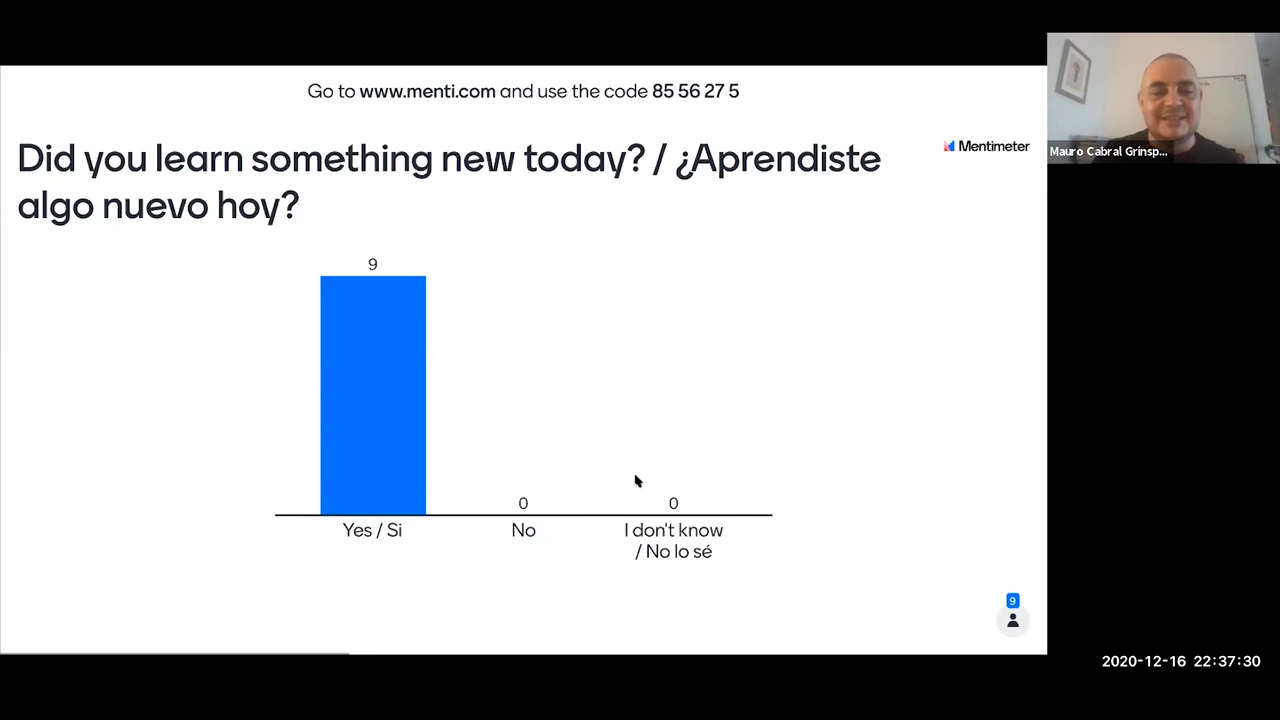 Go to www.menti.com and use the code 85 56 27 5
Did you learn something new today? / ¿Aprendiste
algo nuevo hoy?
Mentimeter
Mauro Cabral Grinsp...
9
0
0
Yes / Si
No
I don't know
/ No lo sé
9
2020-12-16 22:37:30